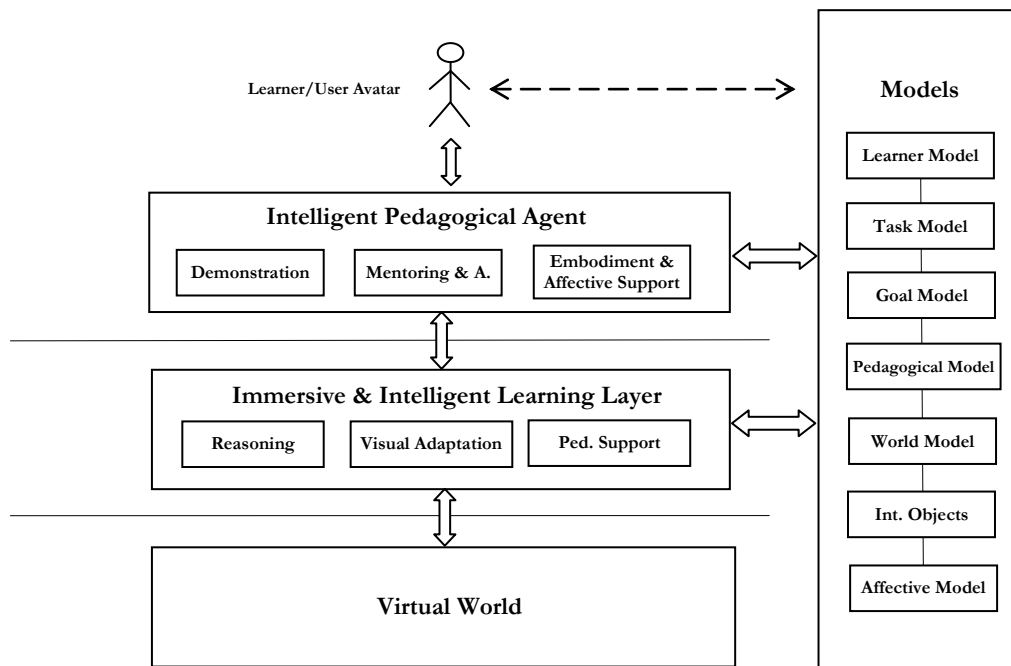 Learner/User Avatar
Intelligent Pedagogical Agent
Demonstration
Mentoring & A.
Embodiment &
Affective Support
Immersive & Intelligent Learning Layer
Reasoning
Visual Adaptation
Ped. Support
Virtual World
Models
Learner Model
Task Model
Goal Model
Pedagogical Model
World Model
Int. Objects
Affective Model